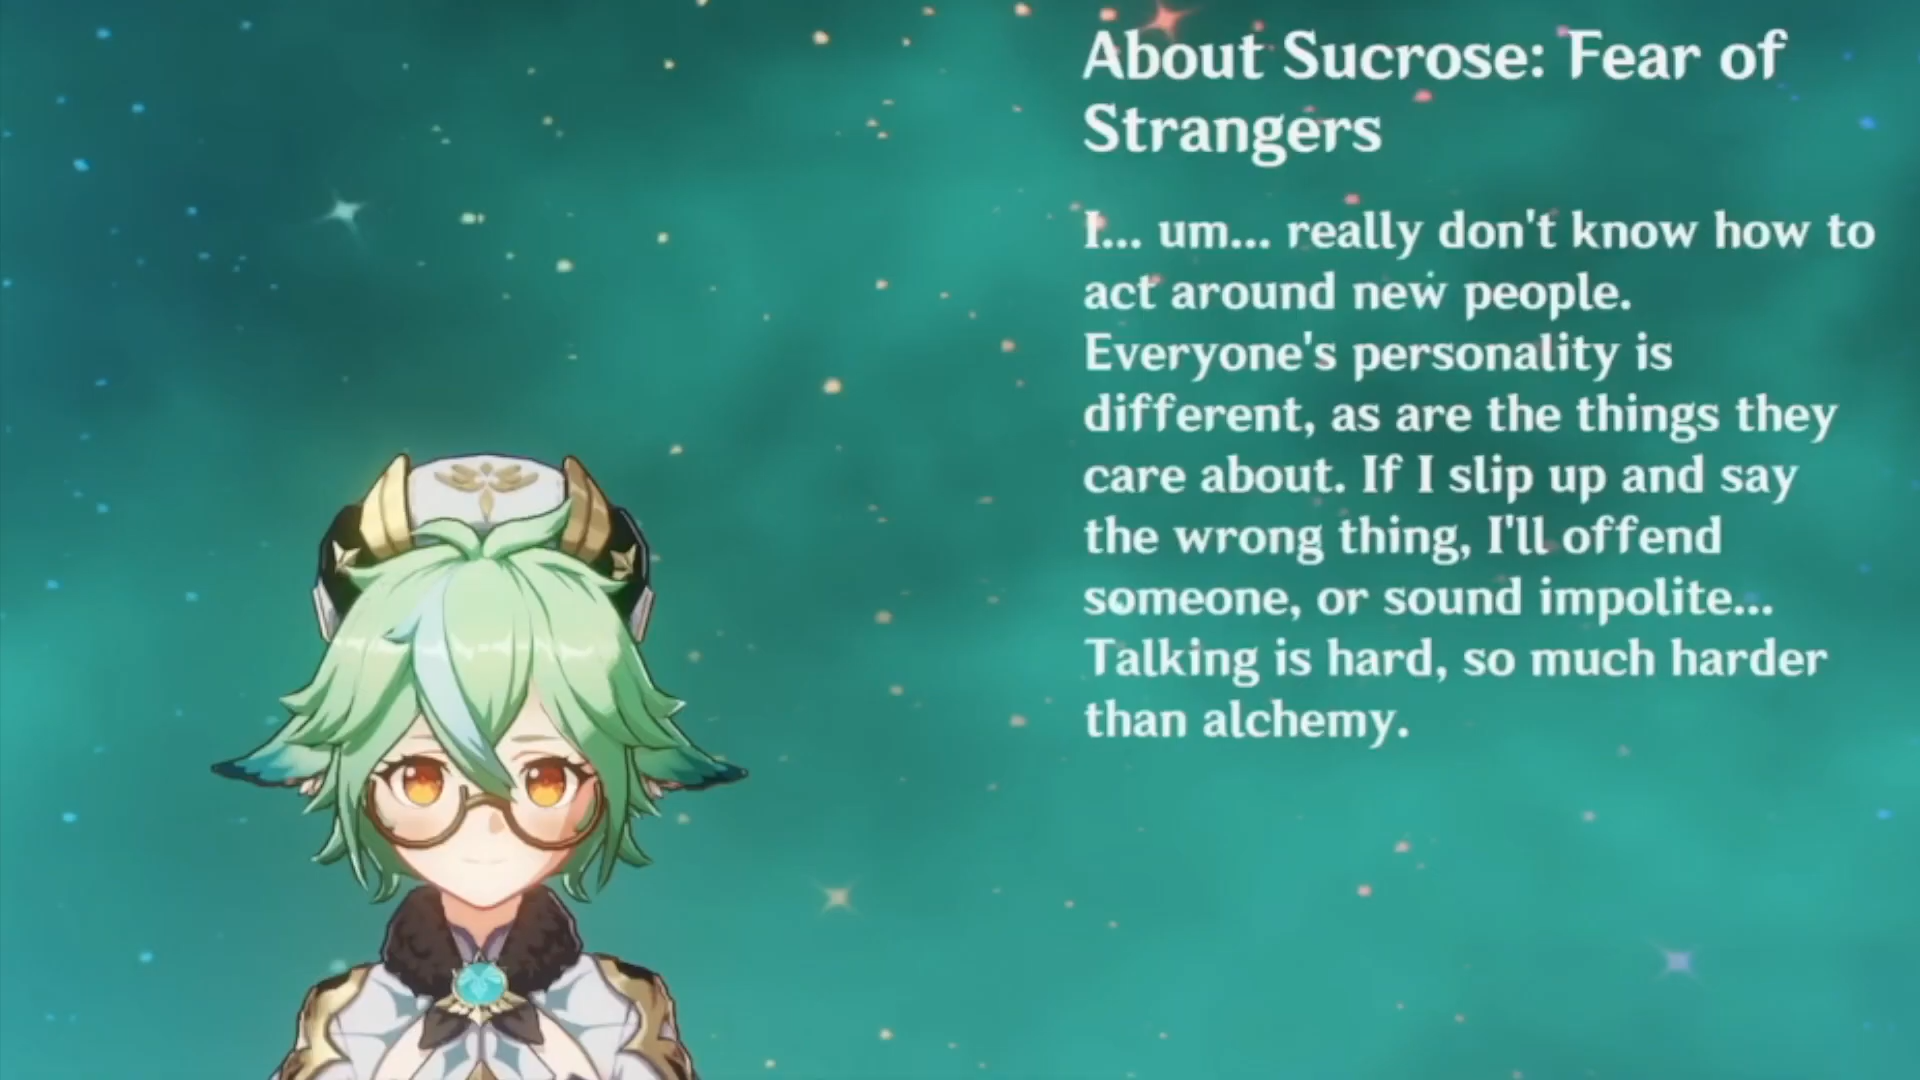 About Sucrose: Fear of
Strangers
I... um... really don't know how to
act around new people.
Everyone's personality is
different, as are the things they
care about. If I slip up and say
the wrong thing, I'll offend
someone, or sound impolite...
Talking is hard, so much harder
than alchemy.